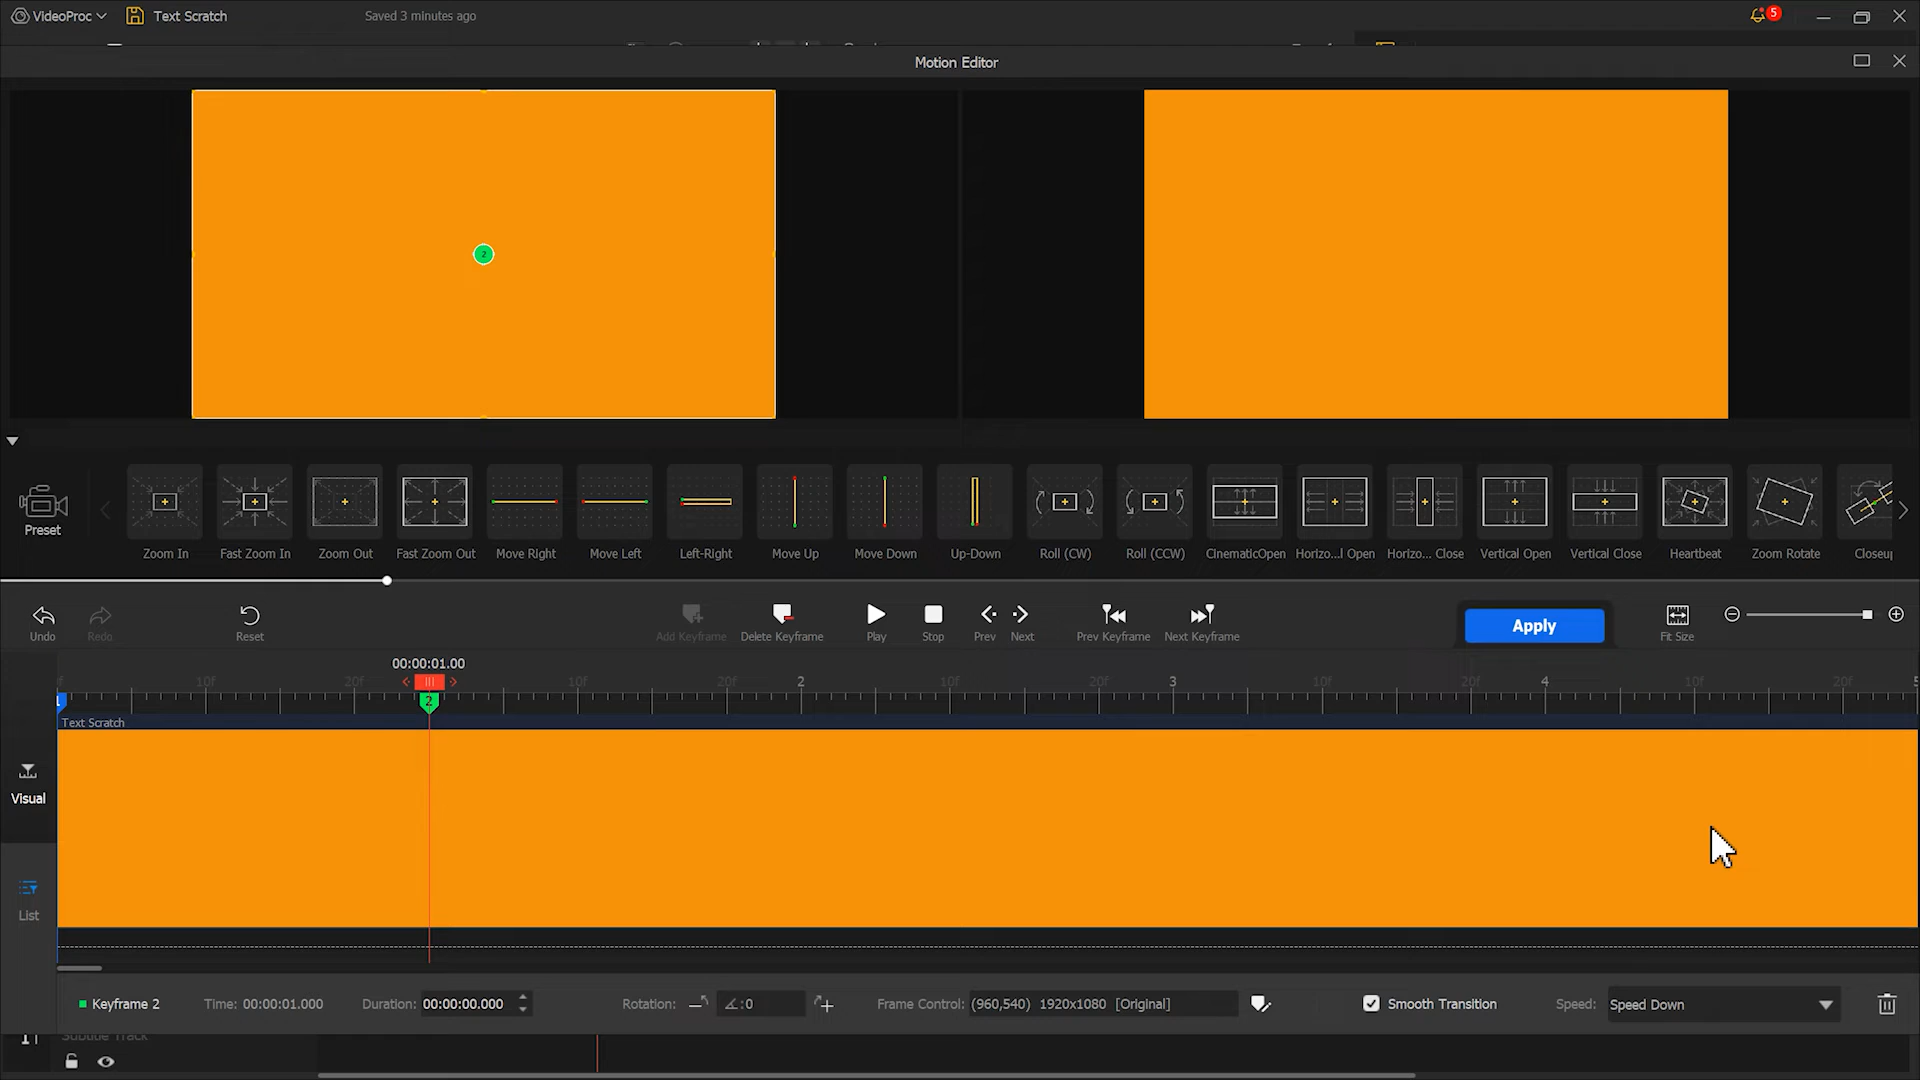 VideoProc Text Scratch Saved 3 minutes ago 5
Motion Editor
2
Preset
Zoom In Fast Zoom In Zoom Out Fast Zoom Out Move Right Move Left Left-Right Move Up Move Down Up-Down Roll (CW) Roll (CCW) CinematicOpen Horizo...l Open Horizo... Close Vertical Open Vertical Close Heartbeat Zoom Rotate Closeup
Undo Redo Reset Add Keyframe Delete Keyframe Play Stop Prev Next Prev Keyframe Next Keyframe Apply Fit Size
00:00:01.00
f 10f 20f 10f 20f 2 10f 20f 3 10f 20f 4 10f 20f 5
1 2
Text Scratch
Visual
List
Keyframe 2 Time: 00:00:01.000 Duration: 00:00:00.000 Rotation: ∠:0 Frame Control: (960,540) 1920x1080 [Original] Smooth Transition Speed: Speed Down
Subtitle Track